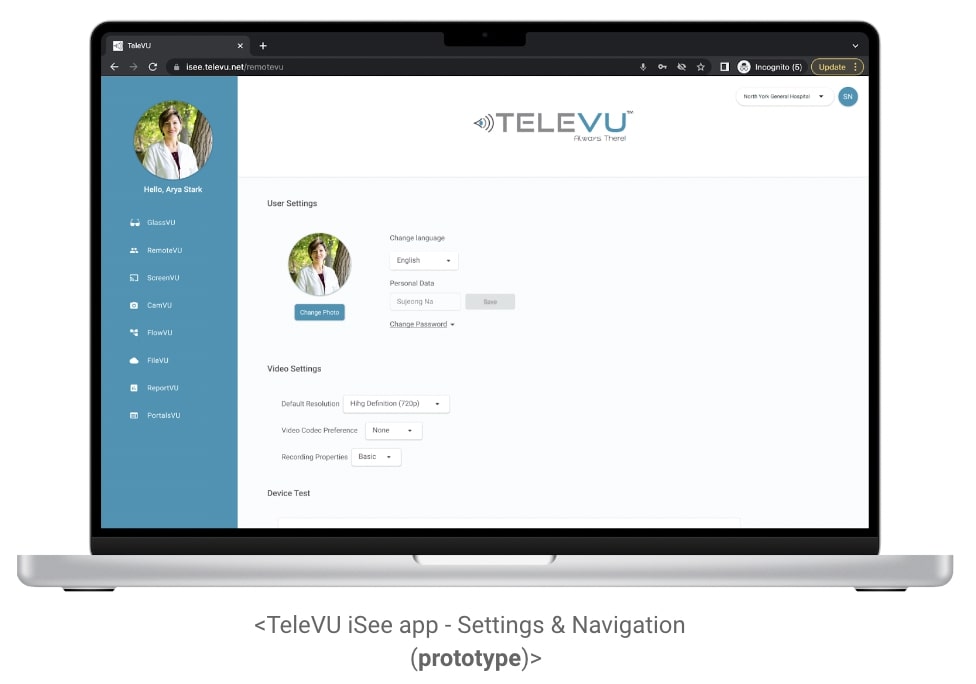 TeleVU
isee.televu.net/remotevu
Incognito (5)
Update
North York General Hospital
SN
TELEVU™
Always There!
Hello, Arya Stark
GlassVU
RemoteVU
ScreenVU
CamVU
FlowVU
FileVU
ReportVU
PortalsVU
User Settings
Change Photo
Change language
English
Personal Data
Sujeong Na
Save
Change Password
Video Settings
Default Resolution Hihg Definition (720p)
Video Codec Preference None
Recording Properties Basic
Device Test
<TeleVU iSee app - Settings & Navigation
(prototype)>